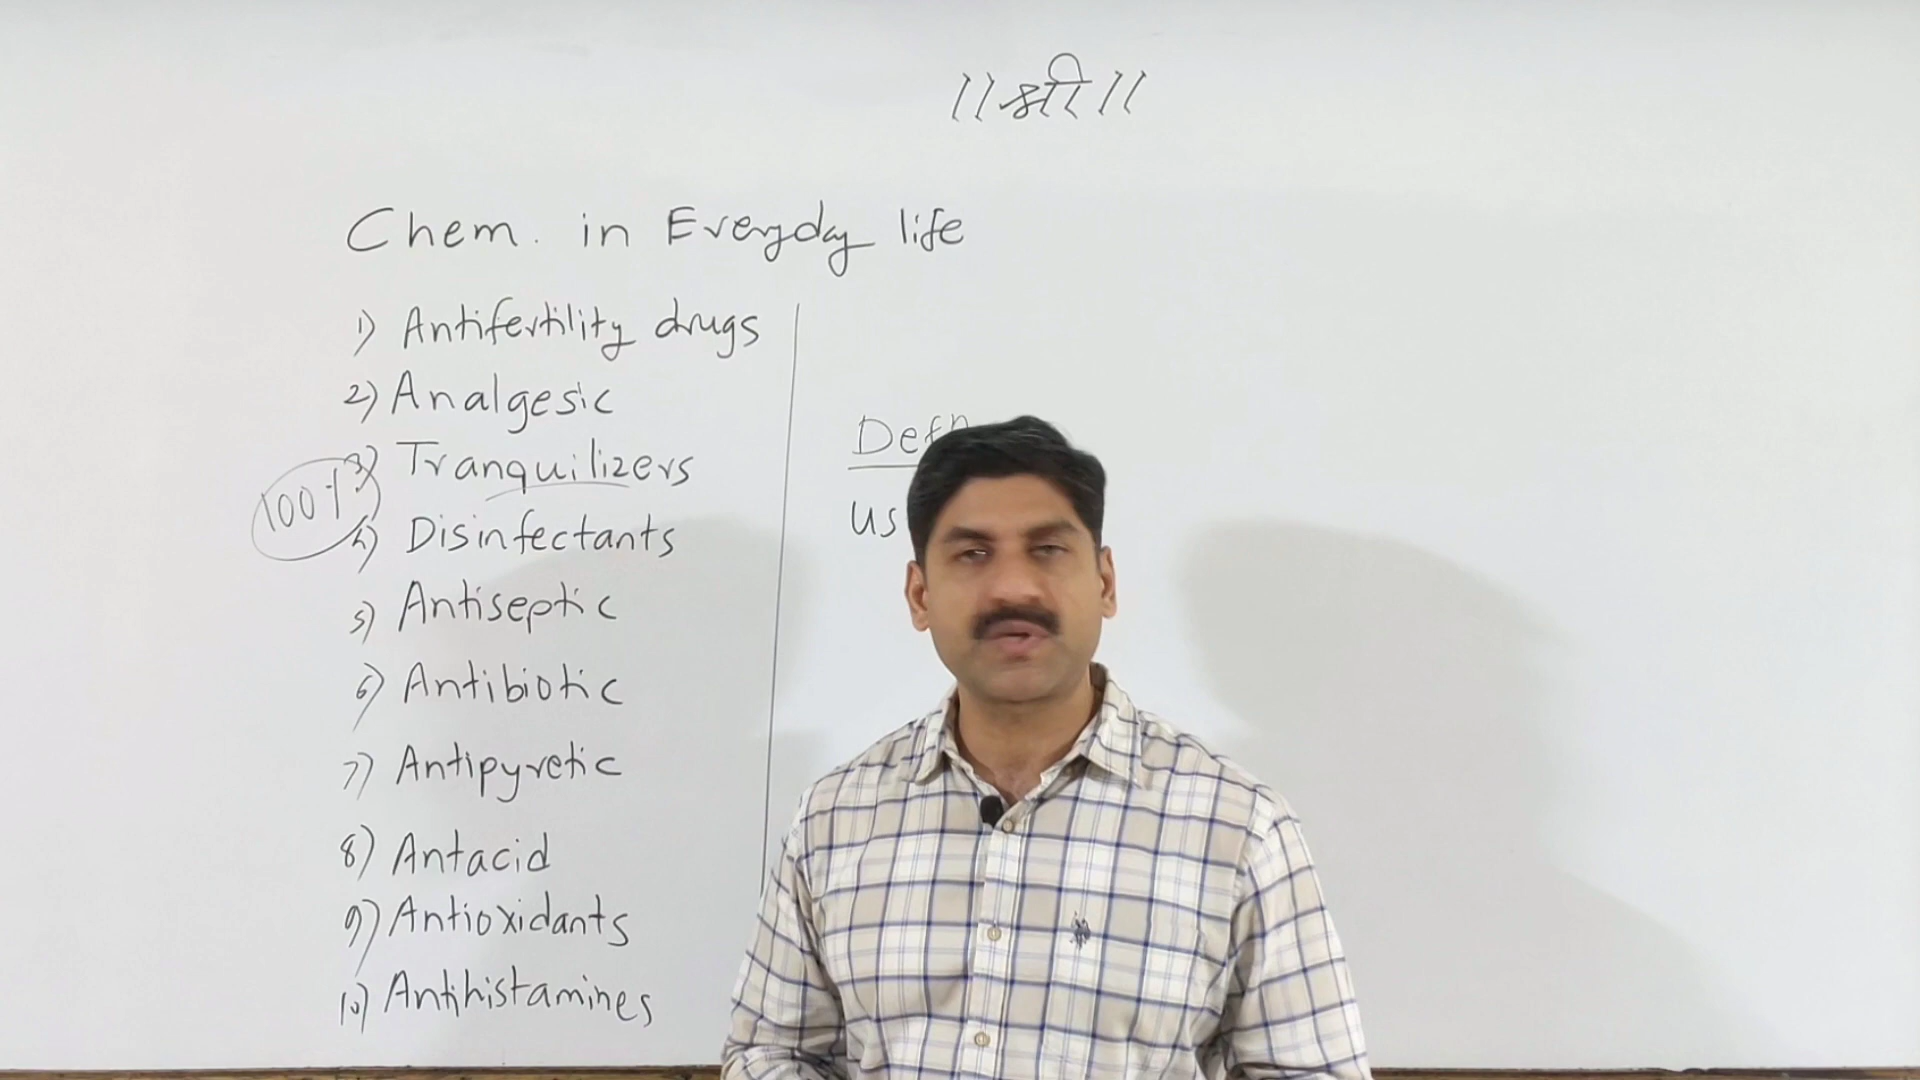 ॥ श्री ॥
Chem. in Everyday life
1) Antifertility drugs
2) Analgesic
3) Tranquilizers
100%
4) Disinfectants
5) Antiseptic
6) Antibiotic
7) Antipyretic
8) Antacid
9) Antioxidants
10) Antihistamines
Defn